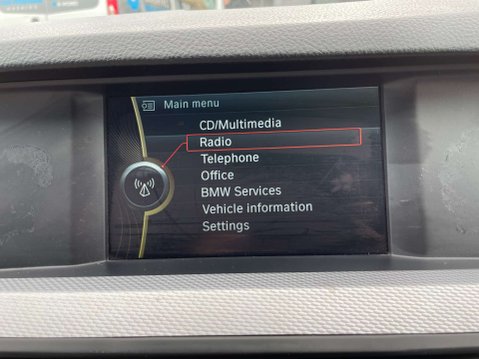 Main menu
CD/Multimedia
Radio
Telephone
Office
BMW Services
Vehicle information
Settings